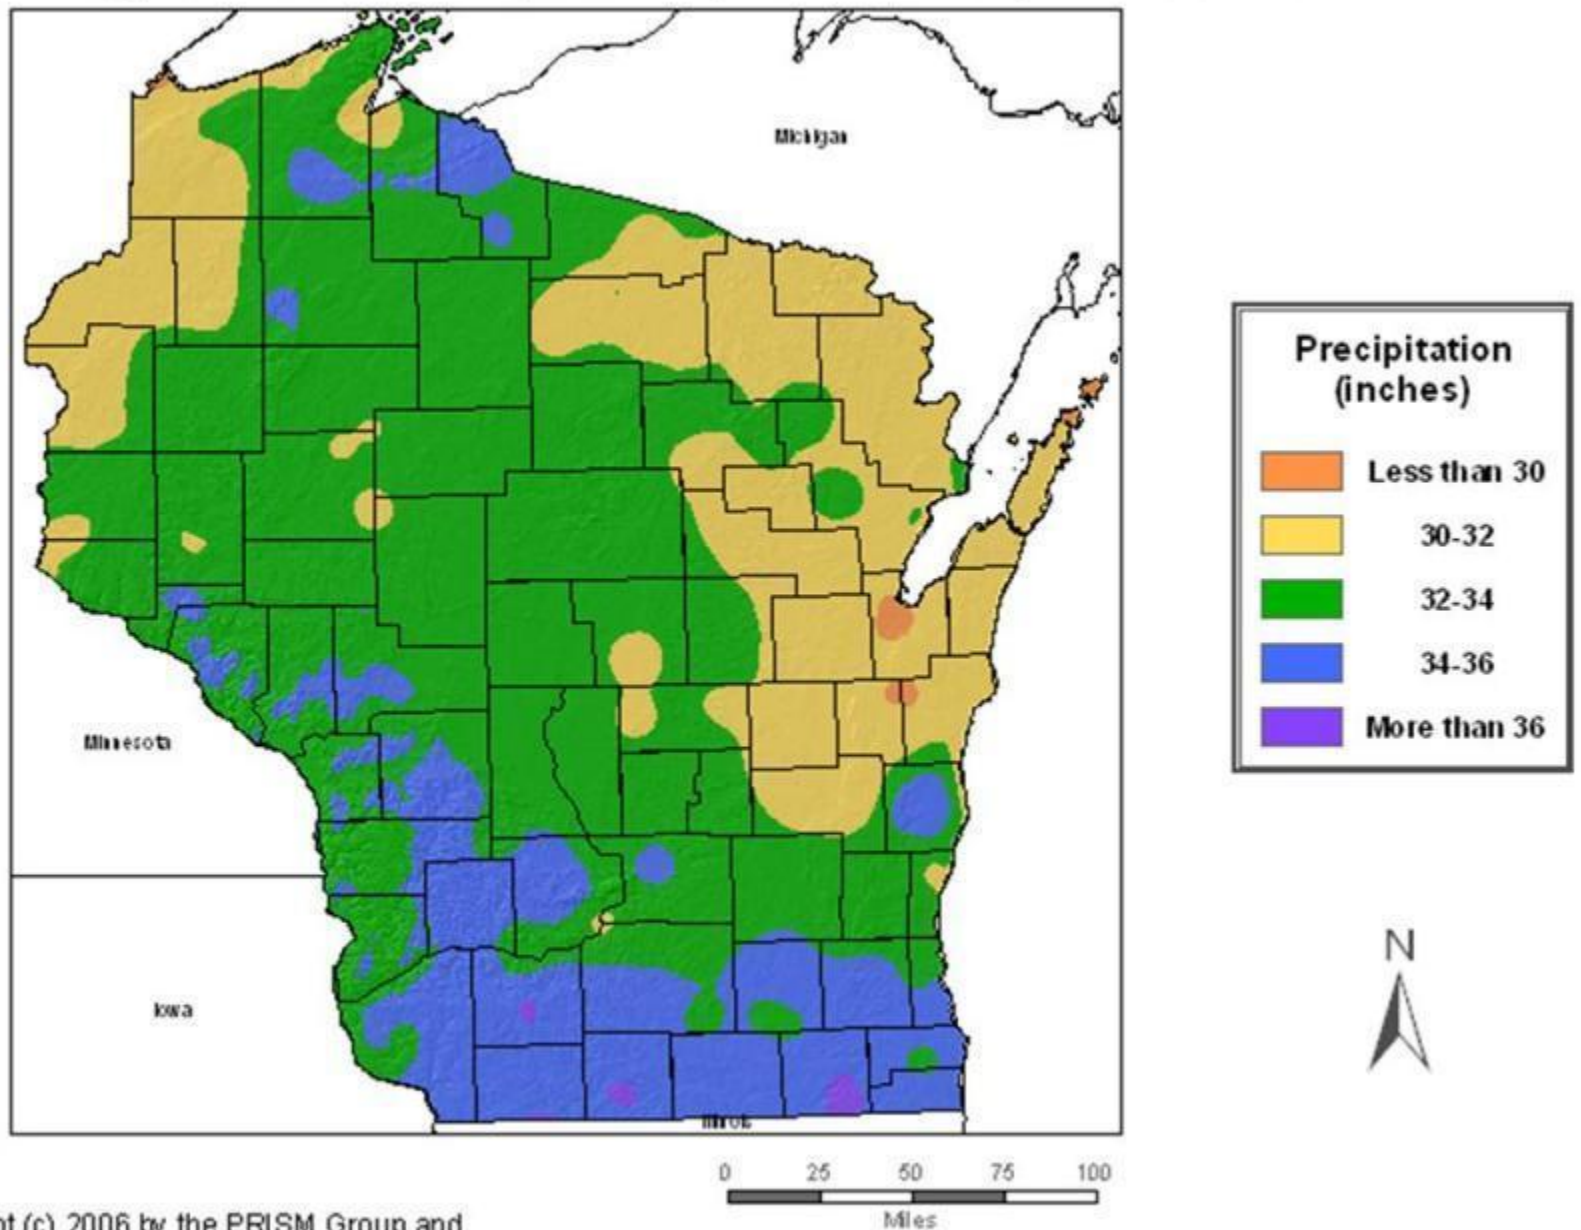 Michigan
Minnesota
Iowa
Illinois
Precipitation
(inches)
Less than 30
30-32
32-34
34-36
More than 36
N
0 25 50 75 100
Miles
(c) 2006 by the PRISM Group and